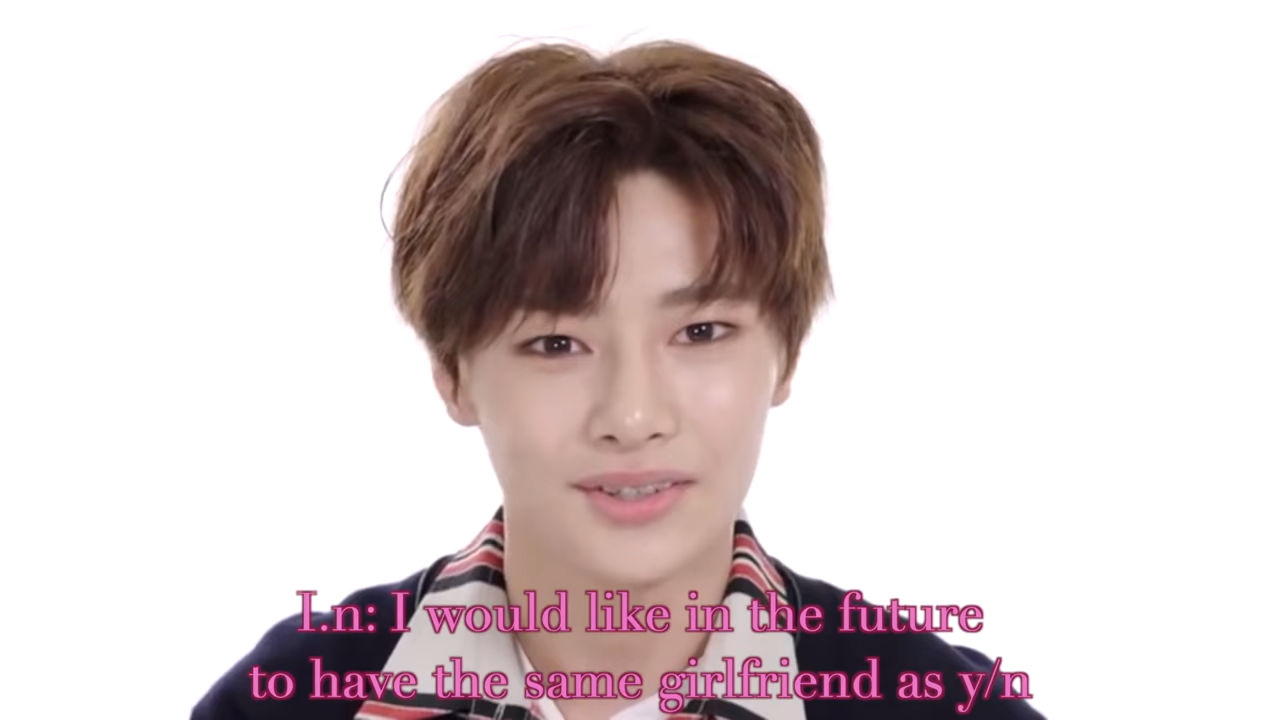 I.n: I would like in the future
to have the same girlfriend as y/n